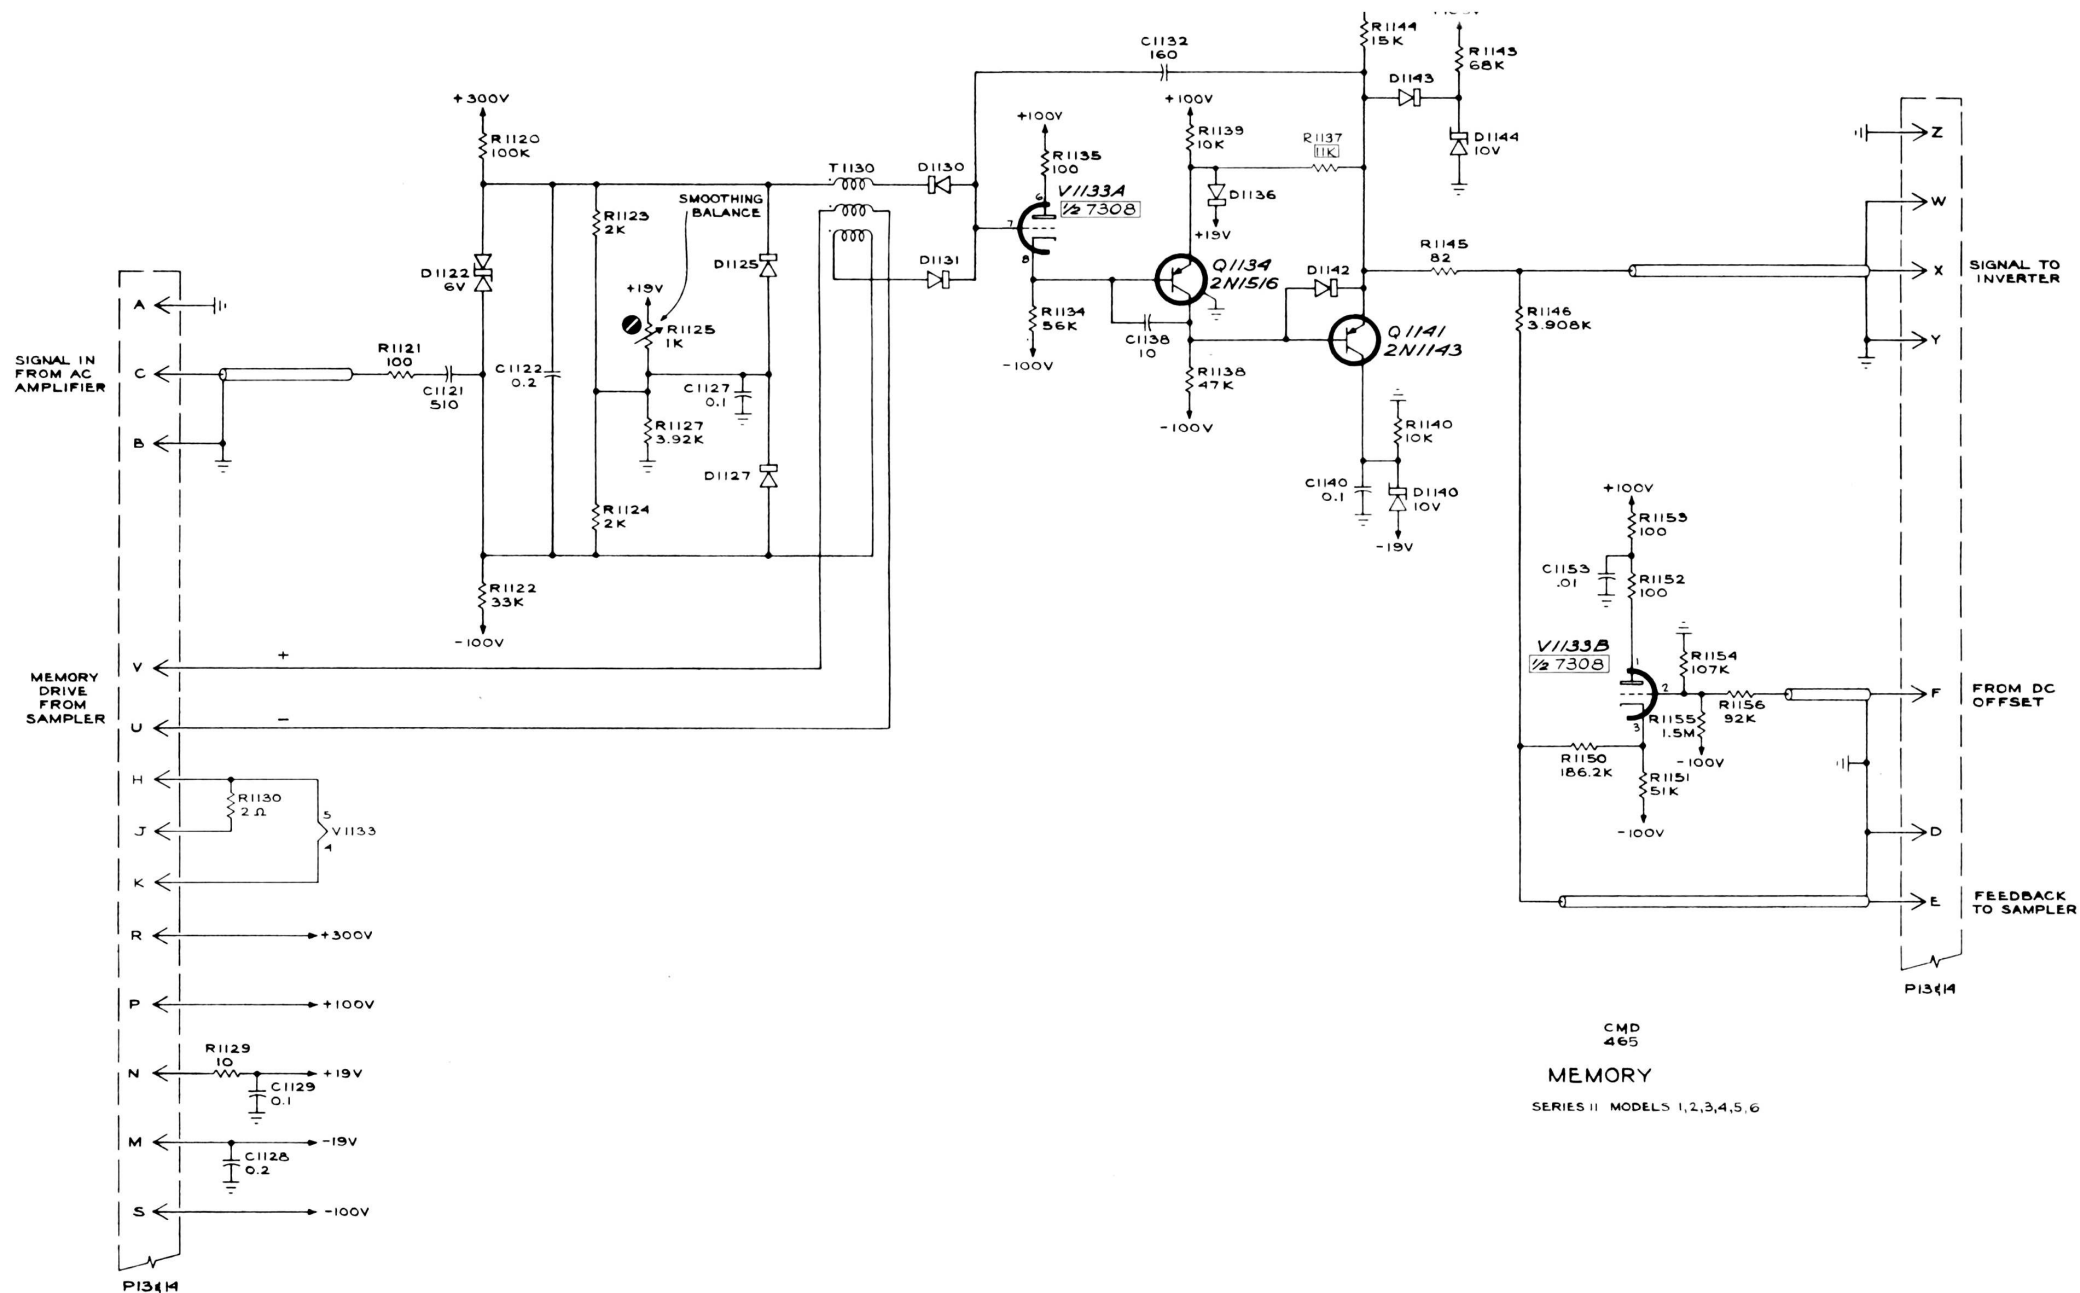 R1144
15K
R1143
68K
C1132
160
D1143
D1144
10V
+300V
R1120
100K
+100V
R1135
100
+100V
R1139
10K
R1137
11K
T1130
D1130
V1133A
1/2 7308
D1136
+19V
SMOOTHING
BALANCE
R1123
2K
D1122
6V
D1125
D1131
6
7
8
Q1134
2N1516
D1142
R1145
82
+19V
R1125
1K
R1134
56K
-100V
C1138
10
Q1141
2N1143
R1146
3.908K
Z
W
X
Y
SIGNAL TO
INVERTER
A
C
B
SIGNAL IN
FROM AC
AMPLIFIER
R1121
100
C1121
510
C1122
0.2
C1127
0.1
R1127
3.92K
R1138
47K
-100V
R1140
10K
D1127
C1140
0.1
D1140
10V
-19V
R1124
2K
+100V
R1153
100
C1153
.01
R1152
100
R1122
33K
-100V
V1133B
1/2 7308
1
2
3
R1154
107K
R1156
92K
R1155
1.5M
-100V
F
FROM DC
OFFSET
R1150
186.2K
R1151
51K
-100V
D
E
FEEDBACK
TO SAMPLER
MEMORY
DRIVE
FROM
SAMPLER
V
+
U
-
H
R1130
2Ω
J
5
V1133
4
K
R
+300V
P
+100V
R1129
10
N
+19V
C1129
0.1
M
-19V
C1128
0.2
S
-100V
P13&14
P13&14
CMD
465
MEMORY
SERIES II MODELS 1,2,3,4,5,6